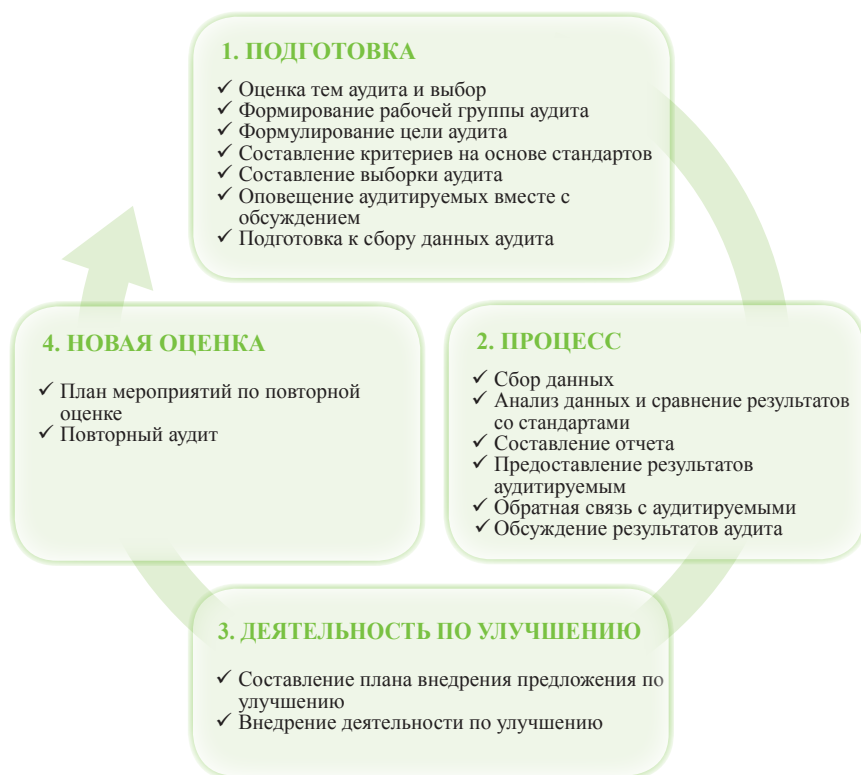 1. ПОДГОТОВКА
✓ Оценка тем аудита и выбор
✓ Формирование рабочей группы аудита
✓ Формулирование цели аудита
✓ Составление критериев на основе стандартов
✓ Составление выборки аудита
✓ Оповещение аудитируемых вместе с
обсуждением
✓ Подготовка к сбору данных аудита
2. ПРОЦЕСС
✓ Сбор данных
✓ Анализ данных и сравнение результатов
со стандартами
✓ Составление отчета
✓ Предоставление результатов
аудитируемым
✓ Обратная связь с аудитируемыми
✓ Обсуждение результатов аудита
3. ДЕЯТЕЛЬНОСТЬ ПО УЛУЧШЕНИЮ
✓ Составление плана внедрения предложения по
улучшению
✓ Внедрение деятельности по улучшению
4. НОВАЯ ОЦЕНКА
✓ План мероприятий по повторной
оценке
✓ Повторный аудит